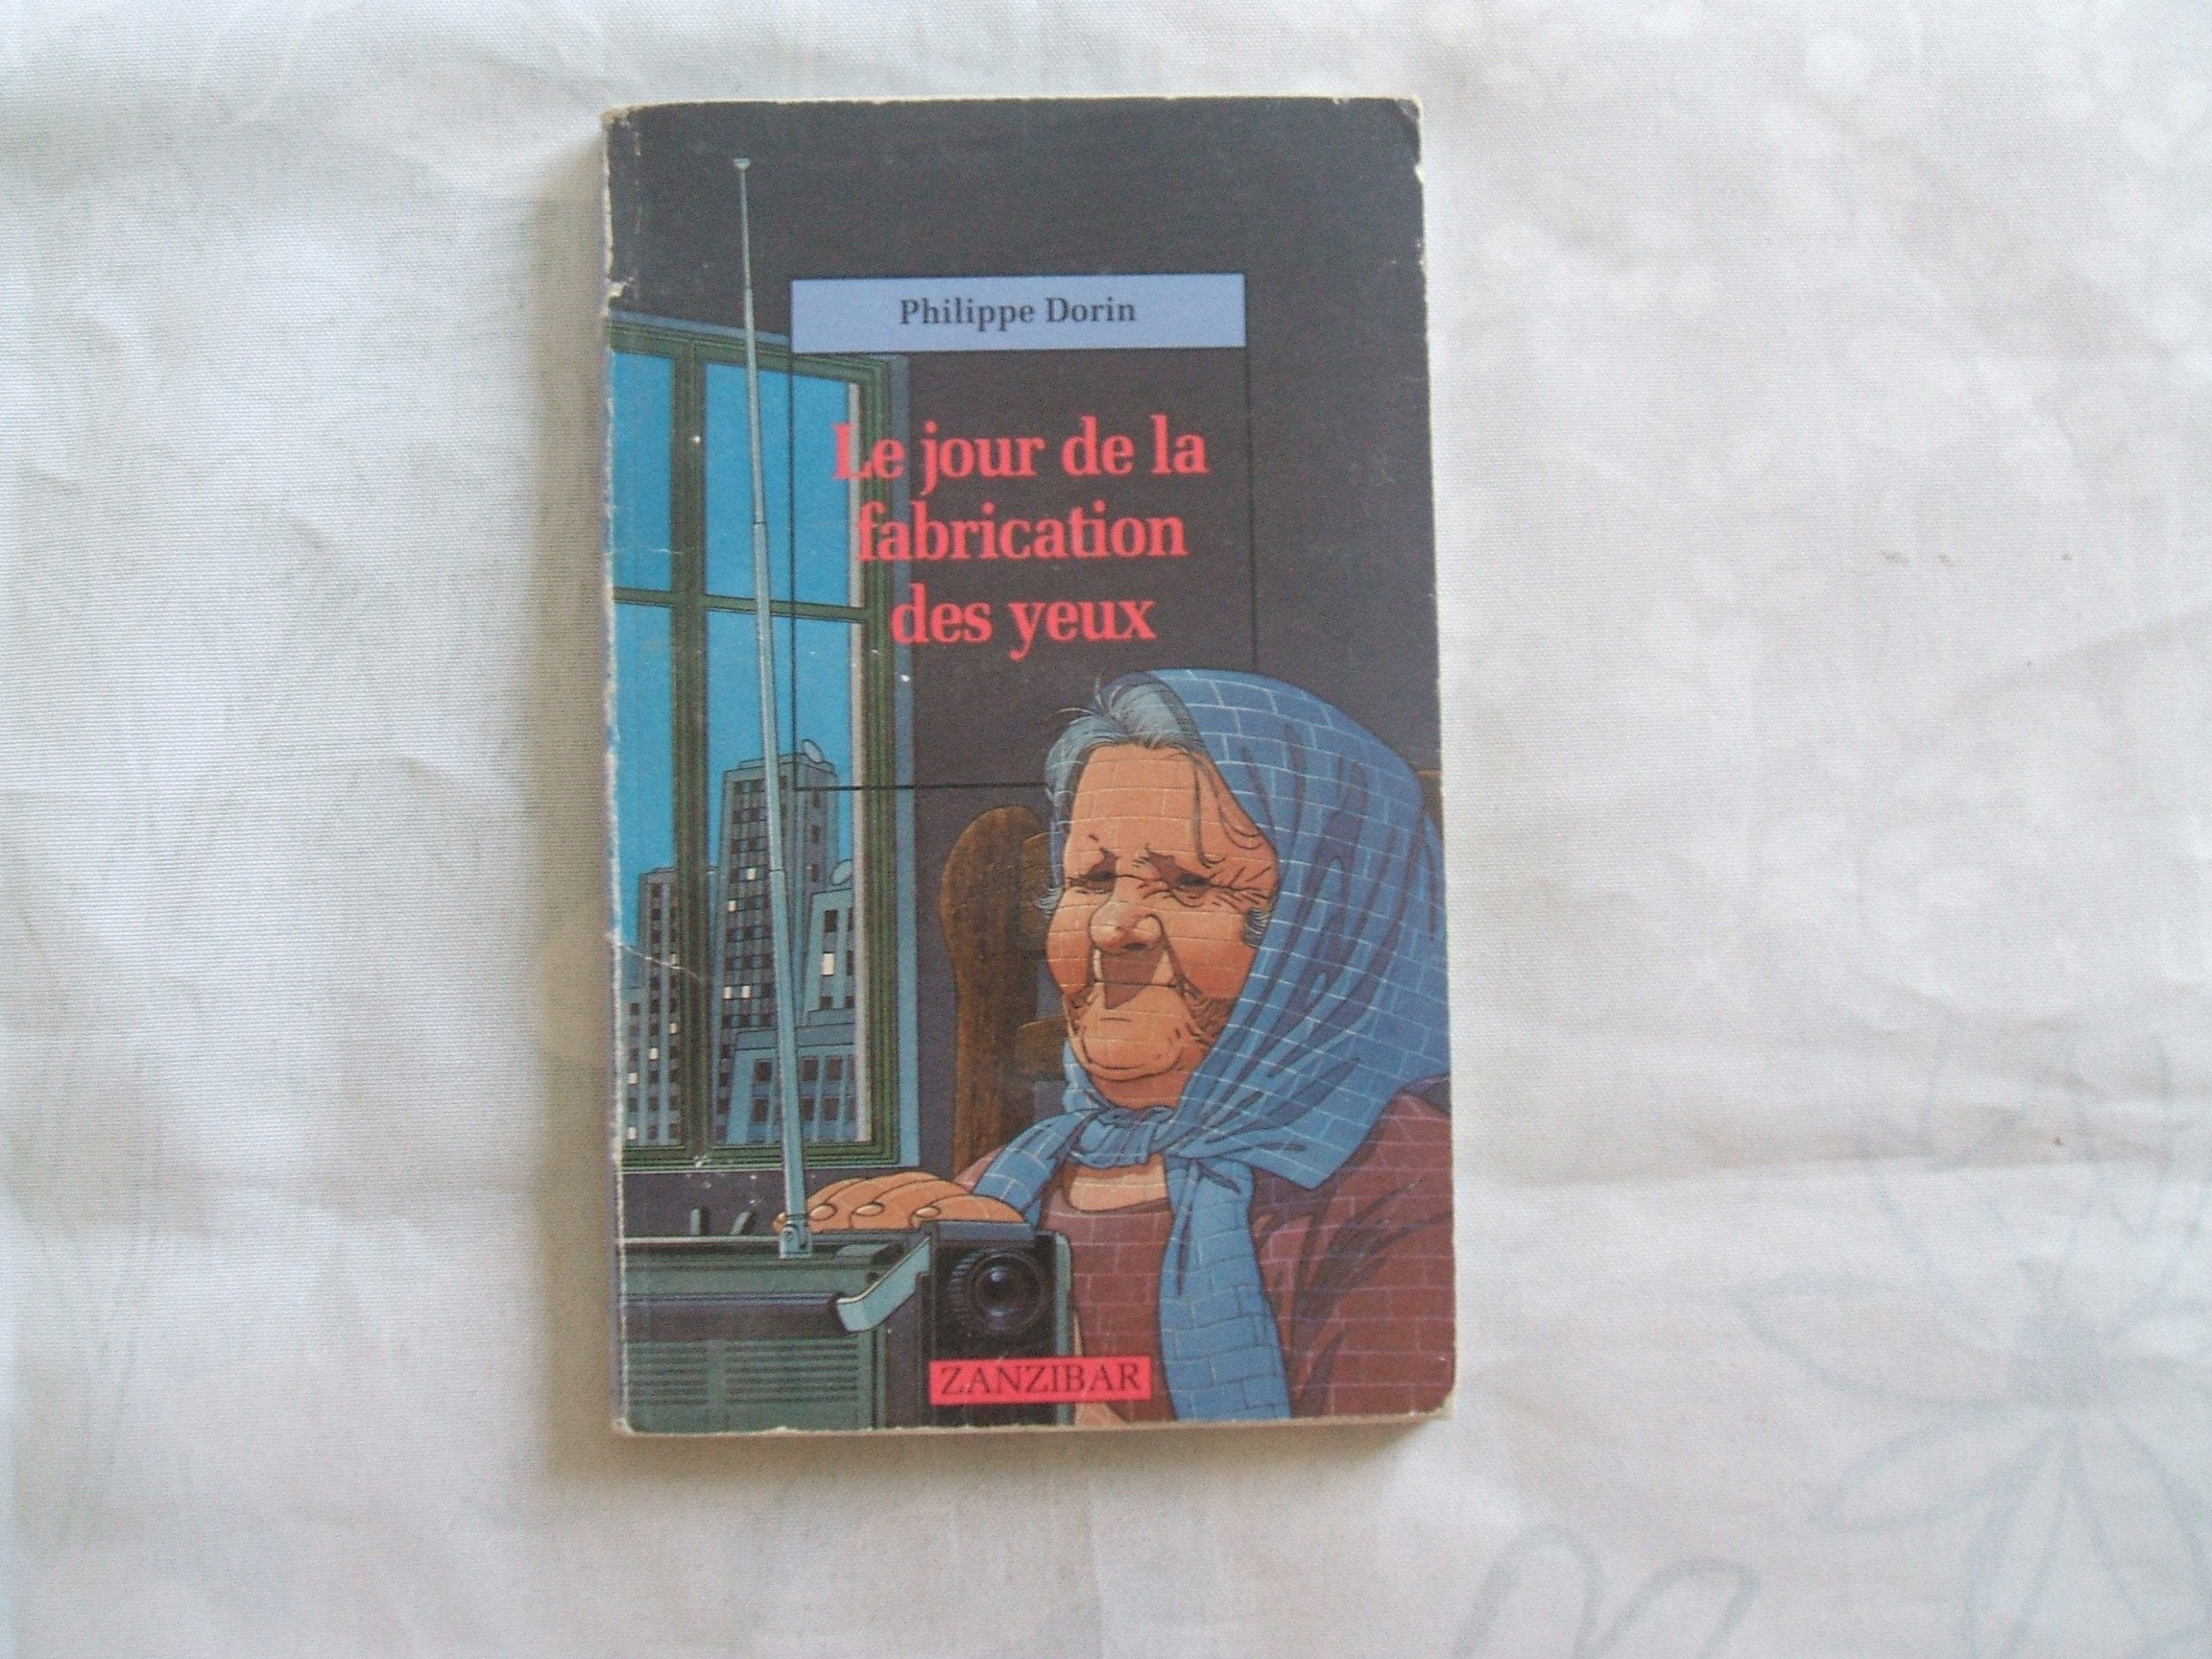 Philippe Dorin
Le jour de la
fabrication
des yeux
ZANZIBAR